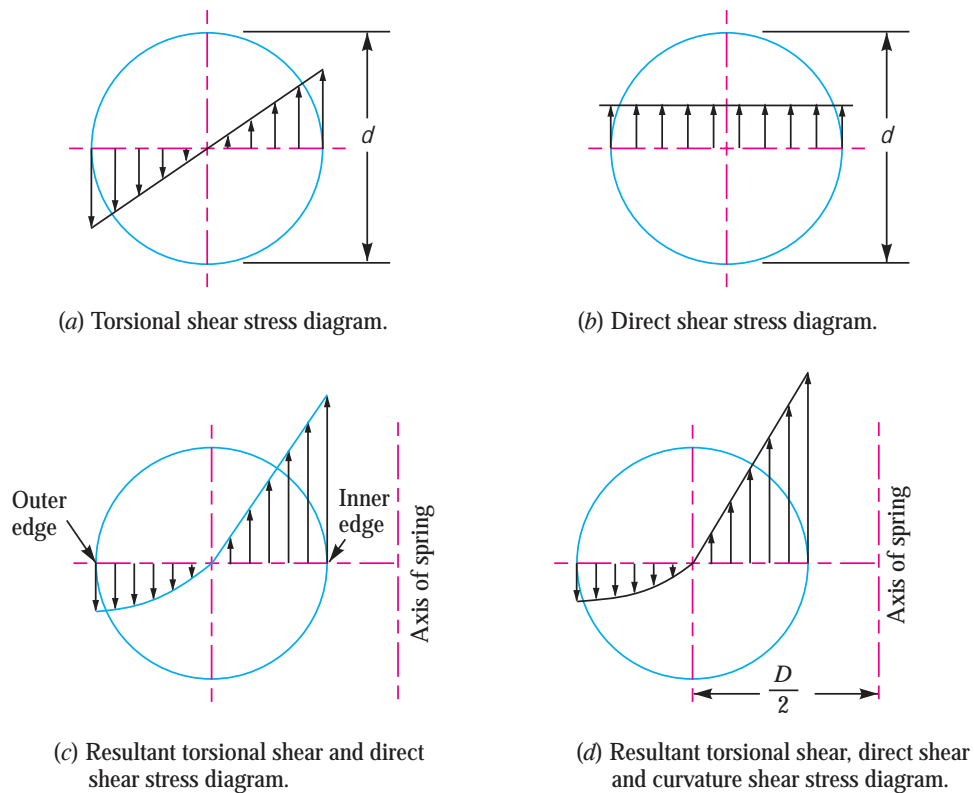 d
d
(a) Torsional shear stress diagram.
(b) Direct shear stress diagram.
Outer
edge
Inner
edge
Axis of spring
Axis of spring
D
2
(c) Resultant torsional shear and direct
shear stress diagram.
(d) Resultant torsional shear, direct shear
and curvature shear stress diagram.